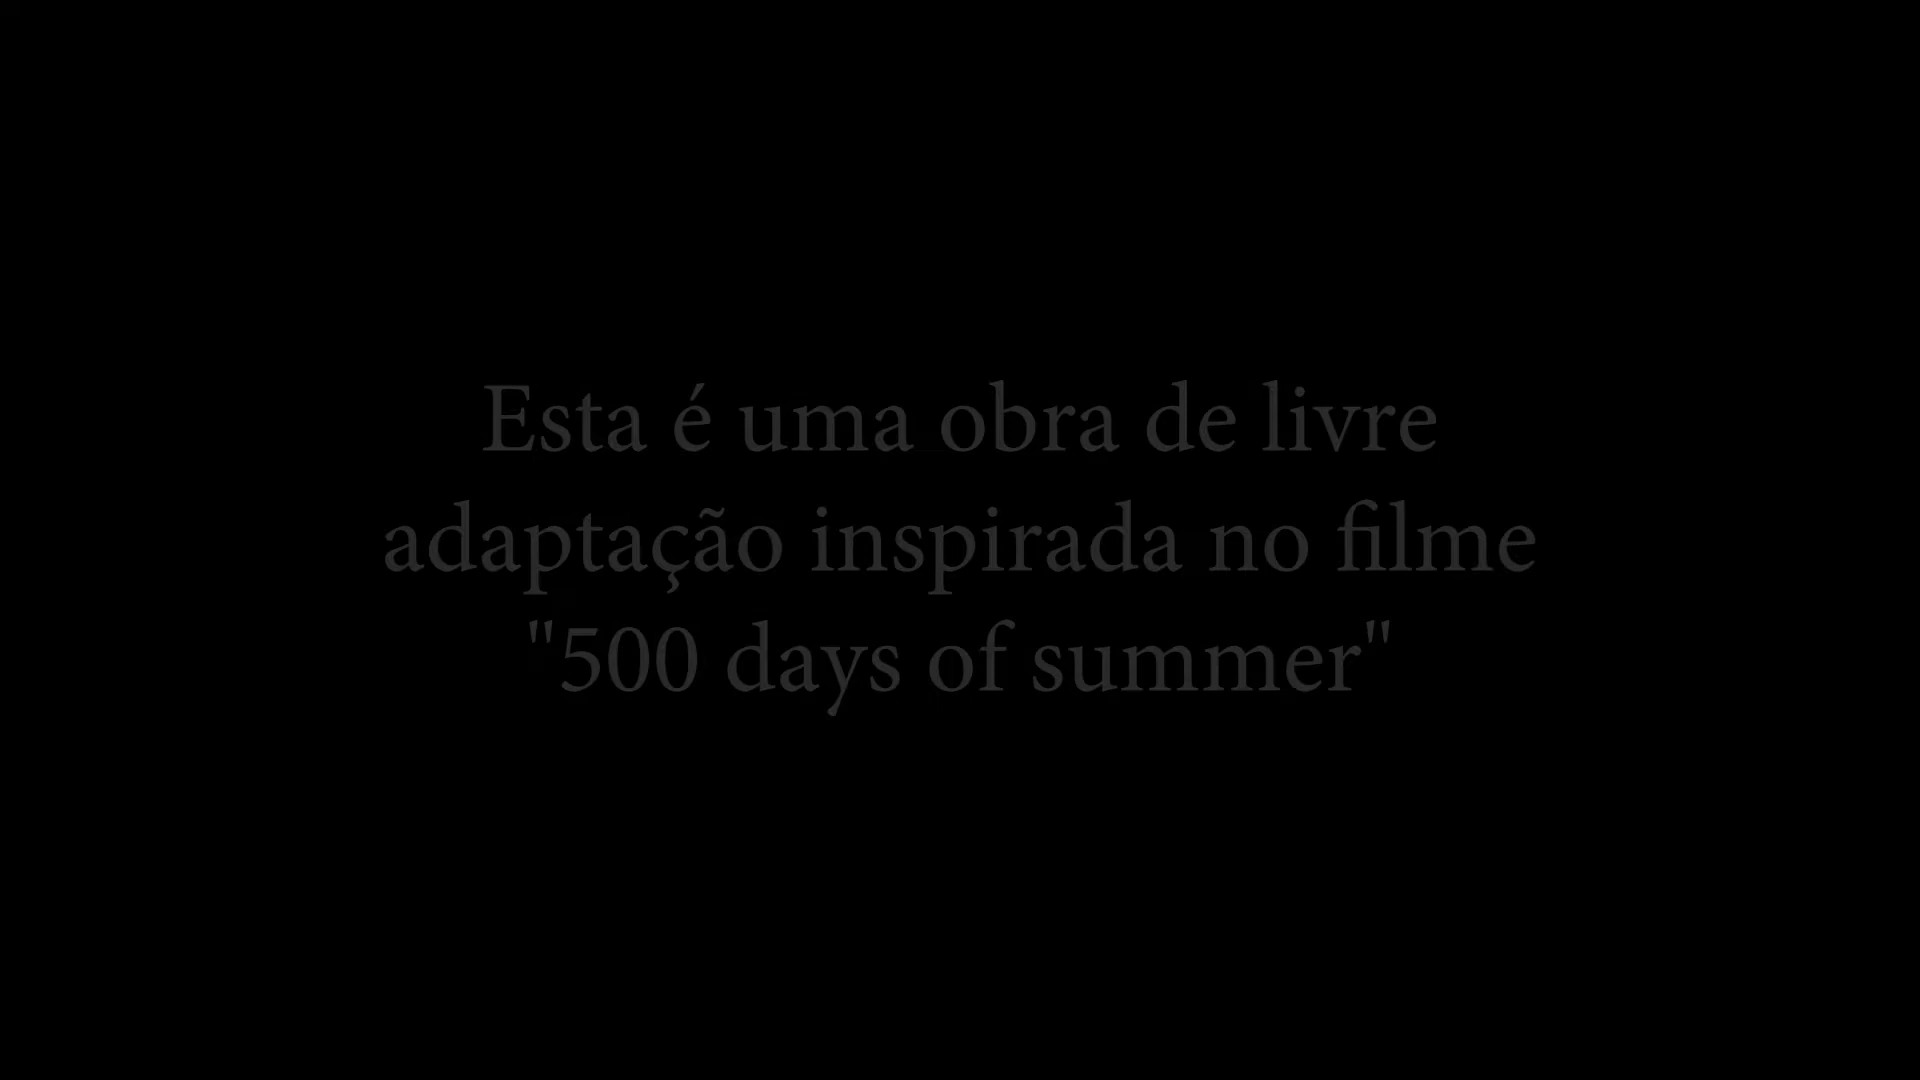 Esta é uma obra de livre
adaptação inspirada no filme
"500 days of summer"